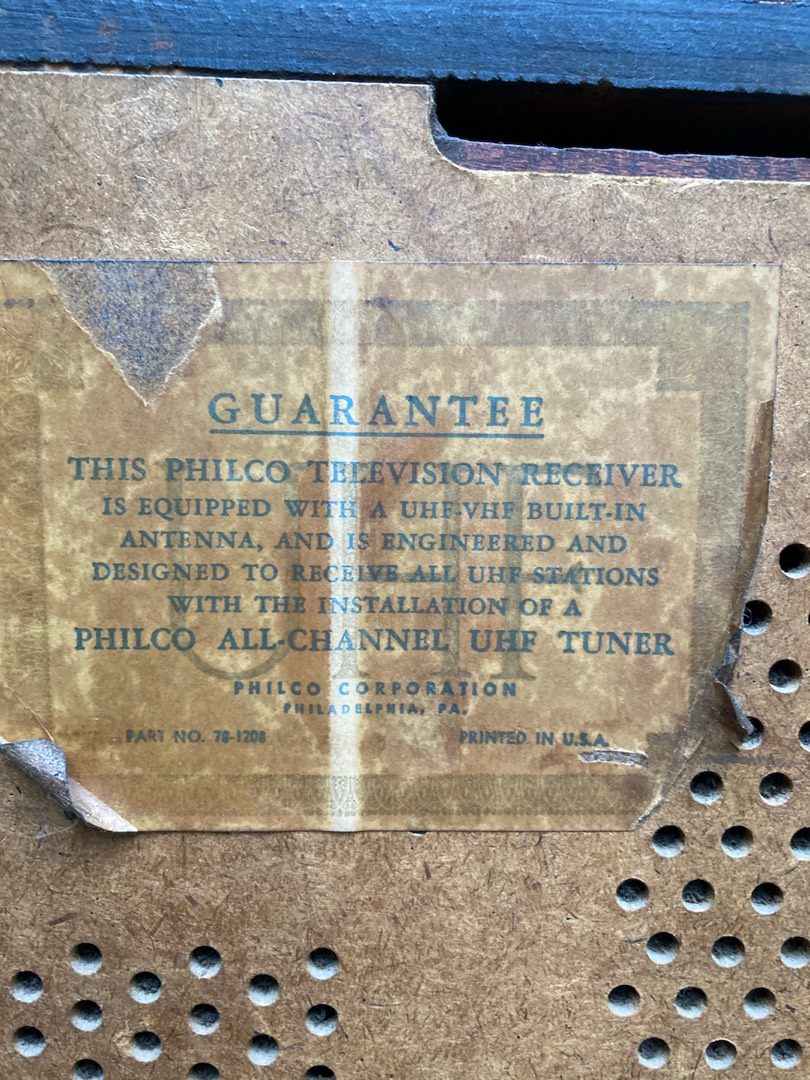 GUARANTEE
THIS PHILCO TELEVISION RECEIVER
IS EQUIPPED WITH A UHF-VHF BUILT-IN
ANTENNA, AND IS ENGINEERED AND
DESIGNED TO RECEIVE ALL UHF STATIONS
WITH THE INSTALLATION OF A
PHILCO ALL-CHANNEL UHF TUNER
PHILCO CORPORATION
PHILADELPHIA, PA.
PART NO. 78-1208 PRINTED IN U.S.A.
UHF